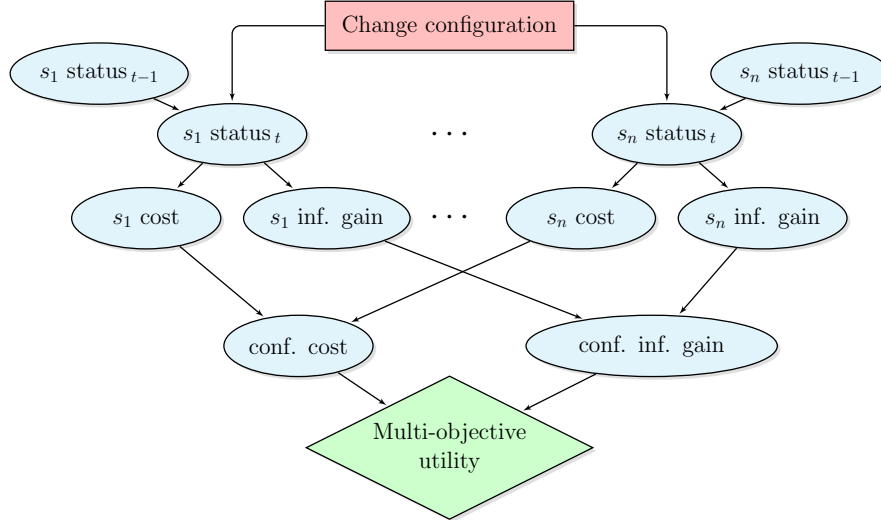 Change configuration
s₁ status ₜ₋₁
sₙ status ₜ₋₁
s₁ status ₜ
. . .
sₙ status ₜ
s₁ cost
s₁ inf. gain
. . .
sₙ cost
sₙ inf. gain
conf. cost
conf. inf. gain
Multi-objective
utility